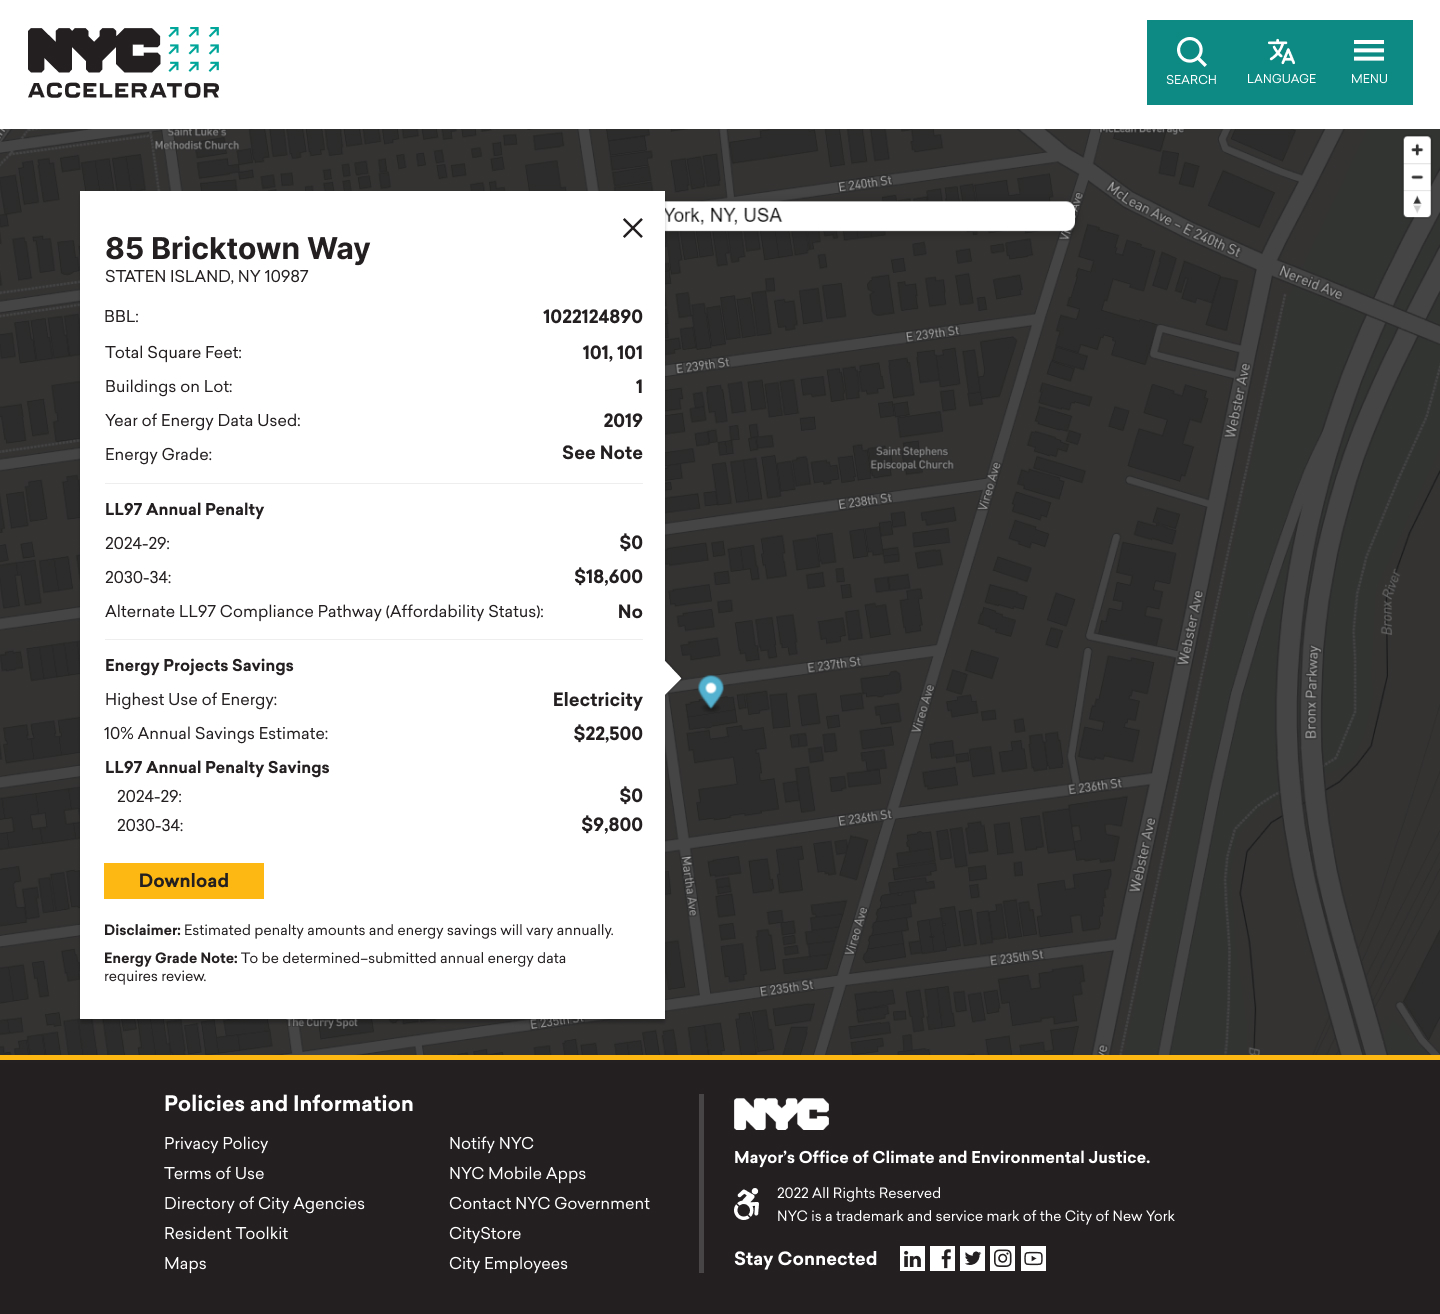 NYC
ACCELERATOR
SEARCH
LANGUAGE
MENU
Saint Luke's
Methodist Church
McLean Beverage
E 240th St
McLean Ave - E 240th St
Nereid Ave
York, NY, USA
85 Bricktown Way
STATEN ISLAND, NY 10987
BBL: 1022124890
Total Square Feet: 101, 101
Buildings on Lot: 1
Year of Energy Data Used: 2019
Energy Grade: See Note
LL97 Annual Penalty
2024-29: $0
2030-34: $18,600
Alternate LL97 Compliance Pathway (Affordability Status): No
Energy Projects Savings
Highest Use of Energy: Electricity
10% Annual Savings Estimate: $22,500
LL97 Annual Penalty Savings
2024-29: $0
2030-34: $9,800
Download
Disclaimer: Estimated penalty amounts and energy savings will vary annually.
Energy Grade Note: To be determined–submitted annual energy data
requires review.
Vireo Ave
E 239th St
E 239th St
Webster Ave
Saint Stephens
Episcopal Church
Vireo Ave
E 238th St
Bronx River
Webster Ave
E 237th St
Bronx Parkway
Vireo Ave
E 236th St
E 236th St
Webster Ave
Martha Ave
Vireo Ave
E 235th St
E 235th St
The Curry Spot
E 235th St
Policies and Information
Privacy Policy
Terms of Use
Directory of City Agencies
Resident Toolkit
Maps
Notify NYC
NYC Mobile Apps
Contact NYC Government
CityStore
City Employees
NYC
Mayor's Office of Climate and Environmental Justice.
2022 All Rights Reserved
NYC is a trademark and service mark of the City of New York
Stay Connected